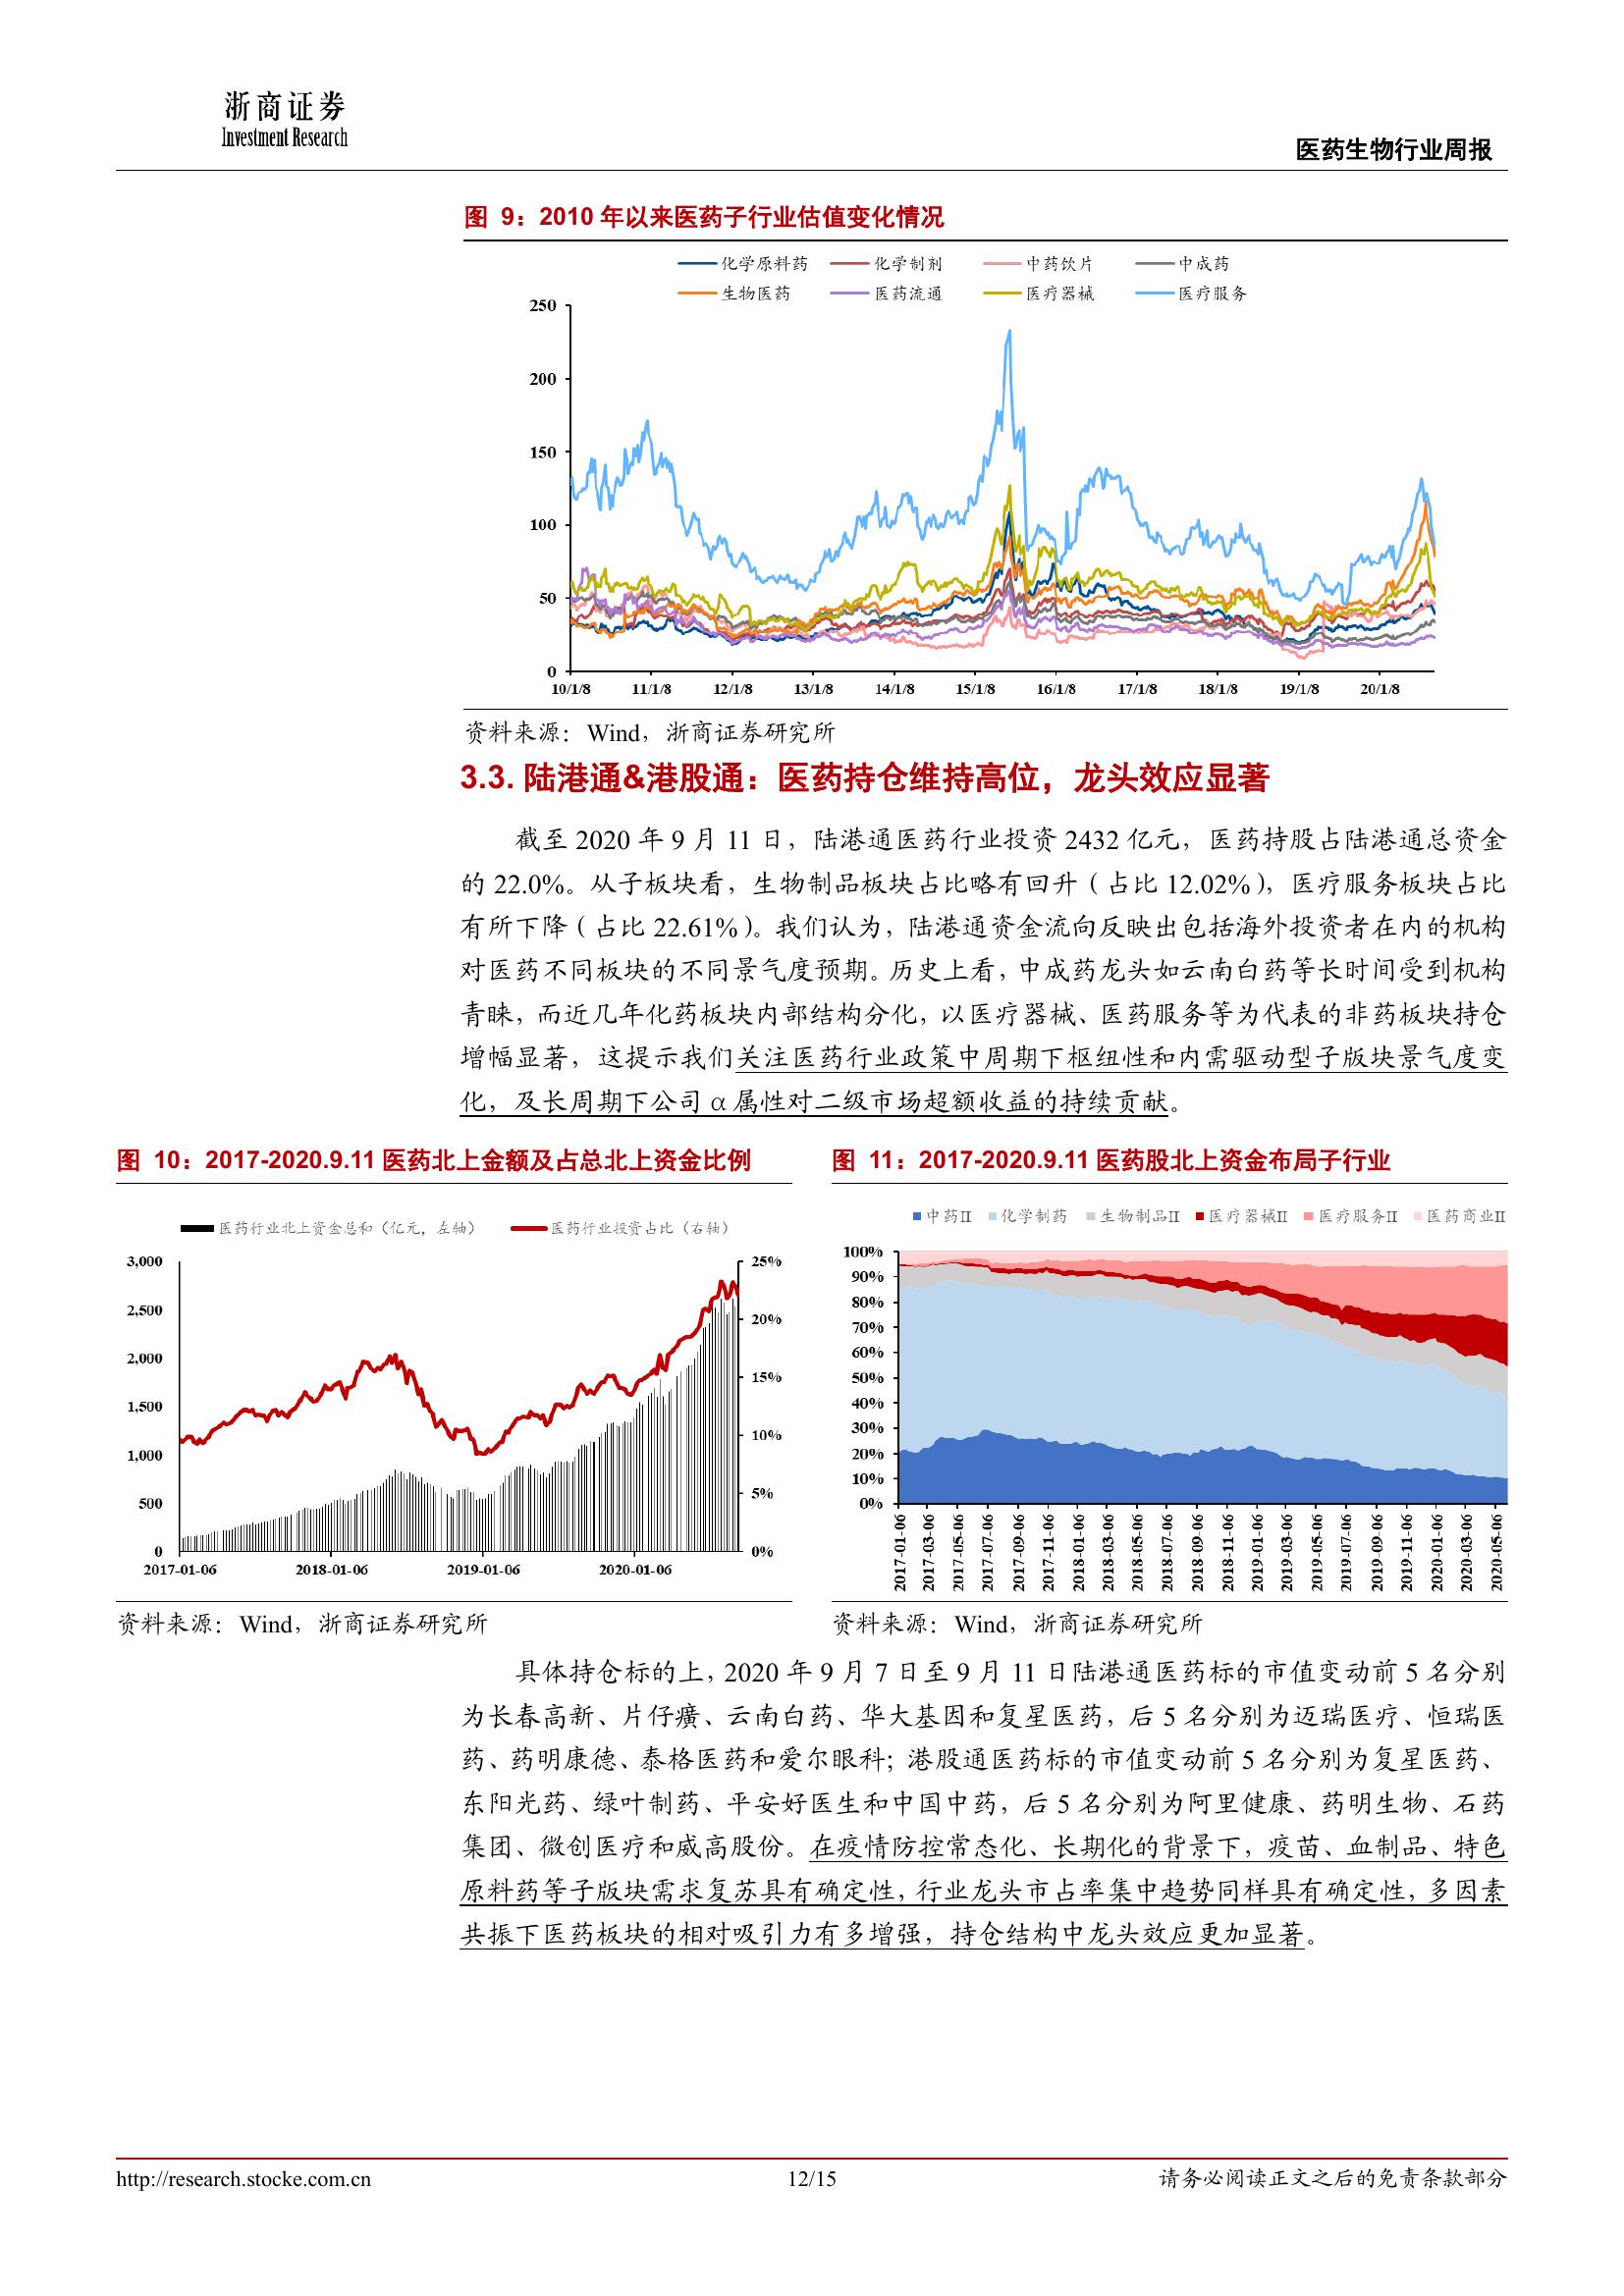 浙商证券
Investment Research
医药生物行业周报
图 9：2010 年以来医药子行业估值变化情况
化学原料药 化学制剂 中药饮片 中成药
生物医药 医药流通 医疗器械 医疗服务
250
200
150
100
50
0
10/1/8 11/1/8 12/1/8 13/1/8 14/1/8 15/1/8 16/1/8 17/1/8 18/1/8 19/1/8 20/1/8
资料来源：Wind，浙商证券研究所
3.3. 陆港通&港股通：医药持仓维持高位，龙头效应显著
截至 2020 年 9 月 11 日，陆港通医药行业投资 2432 亿元，医药持股占陆港通总资金
的 22.0%。从子板块看，生物制品板块占比略有回升（占比 12.02%），医疗服务板块占比
有所下降（占比 22.61%）。我们认为，陆港通资金流向反映出包括海外投资者在内的机构
对医药不同板块的不同景气度预期。历史上看，中成药龙头如云南白药等长时间受到机构
青睐，而近几年化药板块内部结构分化，以医疗器械、医药服务等为代表的非药板块持仓
增幅显著，这提示我们关注医药行业政策中周期下枢纽性和内需驱动型子版块景气度变
化，及长周期下公司 α 属性对二级市场超额收益的持续贡献。
图 10：2017-2020.9.11 医药北上金额及占总北上资金比例
医药行业北上资金总和（亿元，左轴） 医药行业投资占比（右轴）
3,000 25%
2,500 20%
2,000 15%
1,500
1,000 10%
500 5%
0 0%
2017-01-06 2018-01-06 2019-01-06 2020-01-06
资料来源：Wind，浙商证券研究所
图 11：2017-2020.9.11 医药股北上资金布局子行业
中药II 化学制药 生物制品II 医疗器械II 医疗服务II 医药商业II
100%
90%
80%
70%
60%
50%
40%
30%
20%
10%
0%
2017-01-06 2017-03-06 2017-05-06 2017-07-06 2017-09-06 2017-11-06 2018-01-06 2018-03-06 2018-05-06 2018-07-06 2018-09-06 2018-11-06 2019-01-06 2019-03-06 2019-05-06 2019-07-06 2019-09-06 2019-11-06 2020-01-06 2020-03-06 2020-05-06
资料来源：Wind，浙商证券研究所
具体持仓标的上，2020 年 9 月 7 日至 9 月 11 日陆港通医药标的市值变动前 5 名分别
为长春高新、片仔癀、云南白药、华大基因和复星医药，后 5 名分别为迈瑞医疗、恒瑞医
药、药明康德、泰格医药和爱尔眼科；港股通医药标的市值变动前 5 名分别为复星医药、
东阳光药、绿叶制药、平安好医生和中国中药，后 5 名分别为阿里健康、药明生物、石药
集团、微创医疗和威高股份。在疫情防控常态化、长期化的背景下，疫苗、血制品、特色
原料药等子版块需求复苏具有确定性，行业龙头市占率集中趋势同样具有确定性，多因素
共振下医药板块的相对吸引力有多增强，持仓结构中龙头效应更加显著。
http://research.stocke.com.cn 12/15 请务必阅读正文之后的免责条款部分